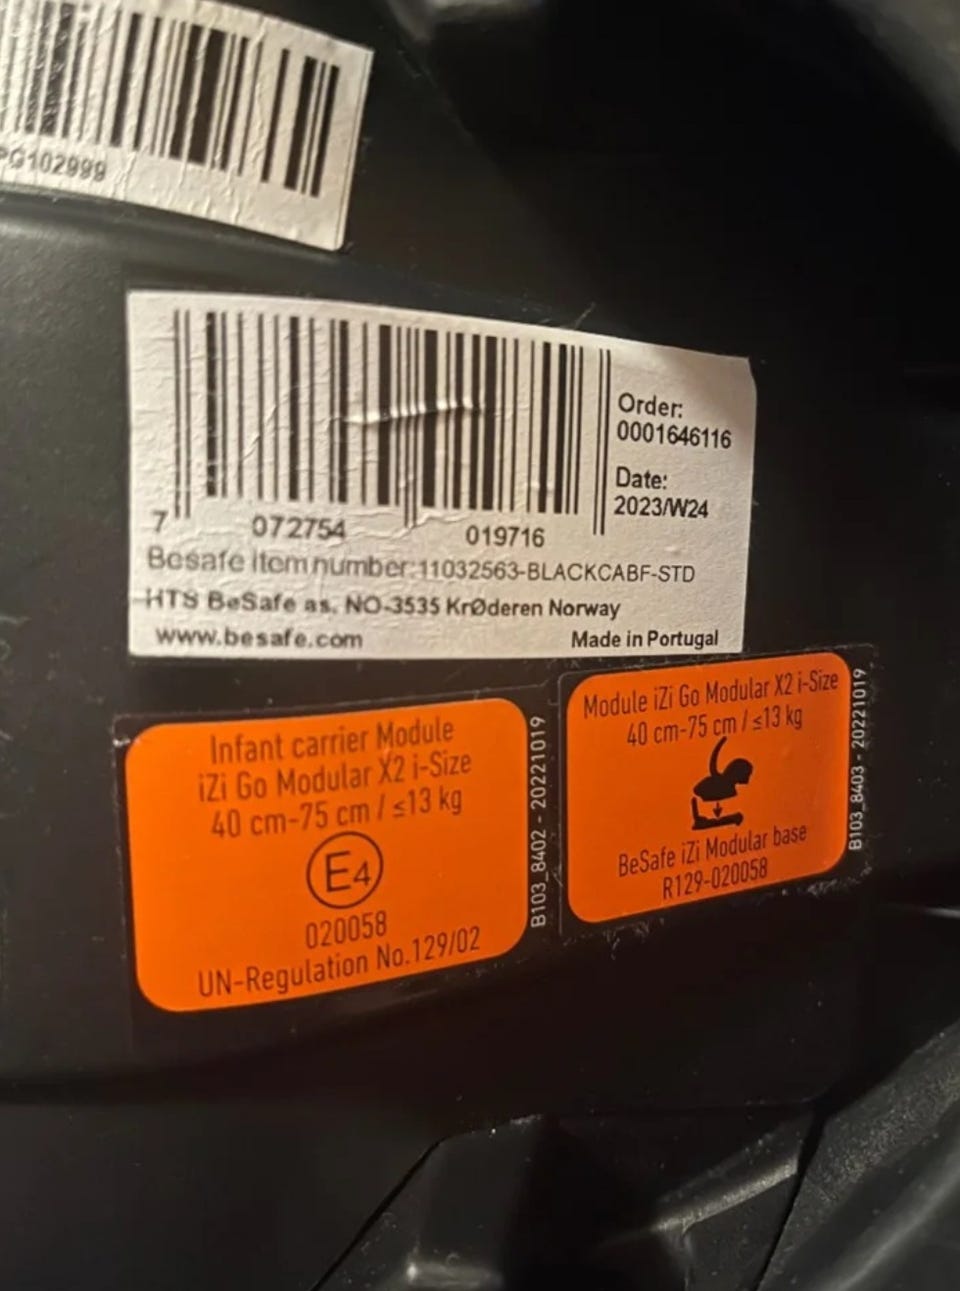 PG102999
Order:
0001646116
Date:
2023/W24
7 072754 019716
Besafe Item number:11032563-BLACKCABF-STD
HTS BeSafe as. NO-3535 KrØderen Norway
www.besafe.com Made in Portugal
Infant carrier Module
iZi Go Modular X2 i-Size
40 cm-75 cm / ≤13 kg
E4
020058
UN-Regulation No.129/02
B103_8402 - 20221019
Module iZi Go Modular X2 i-Size
40 cm-75 cm / ≤13 kg
BeSafe iZi Modular base
R129-020058
B103_8403 - 20221019